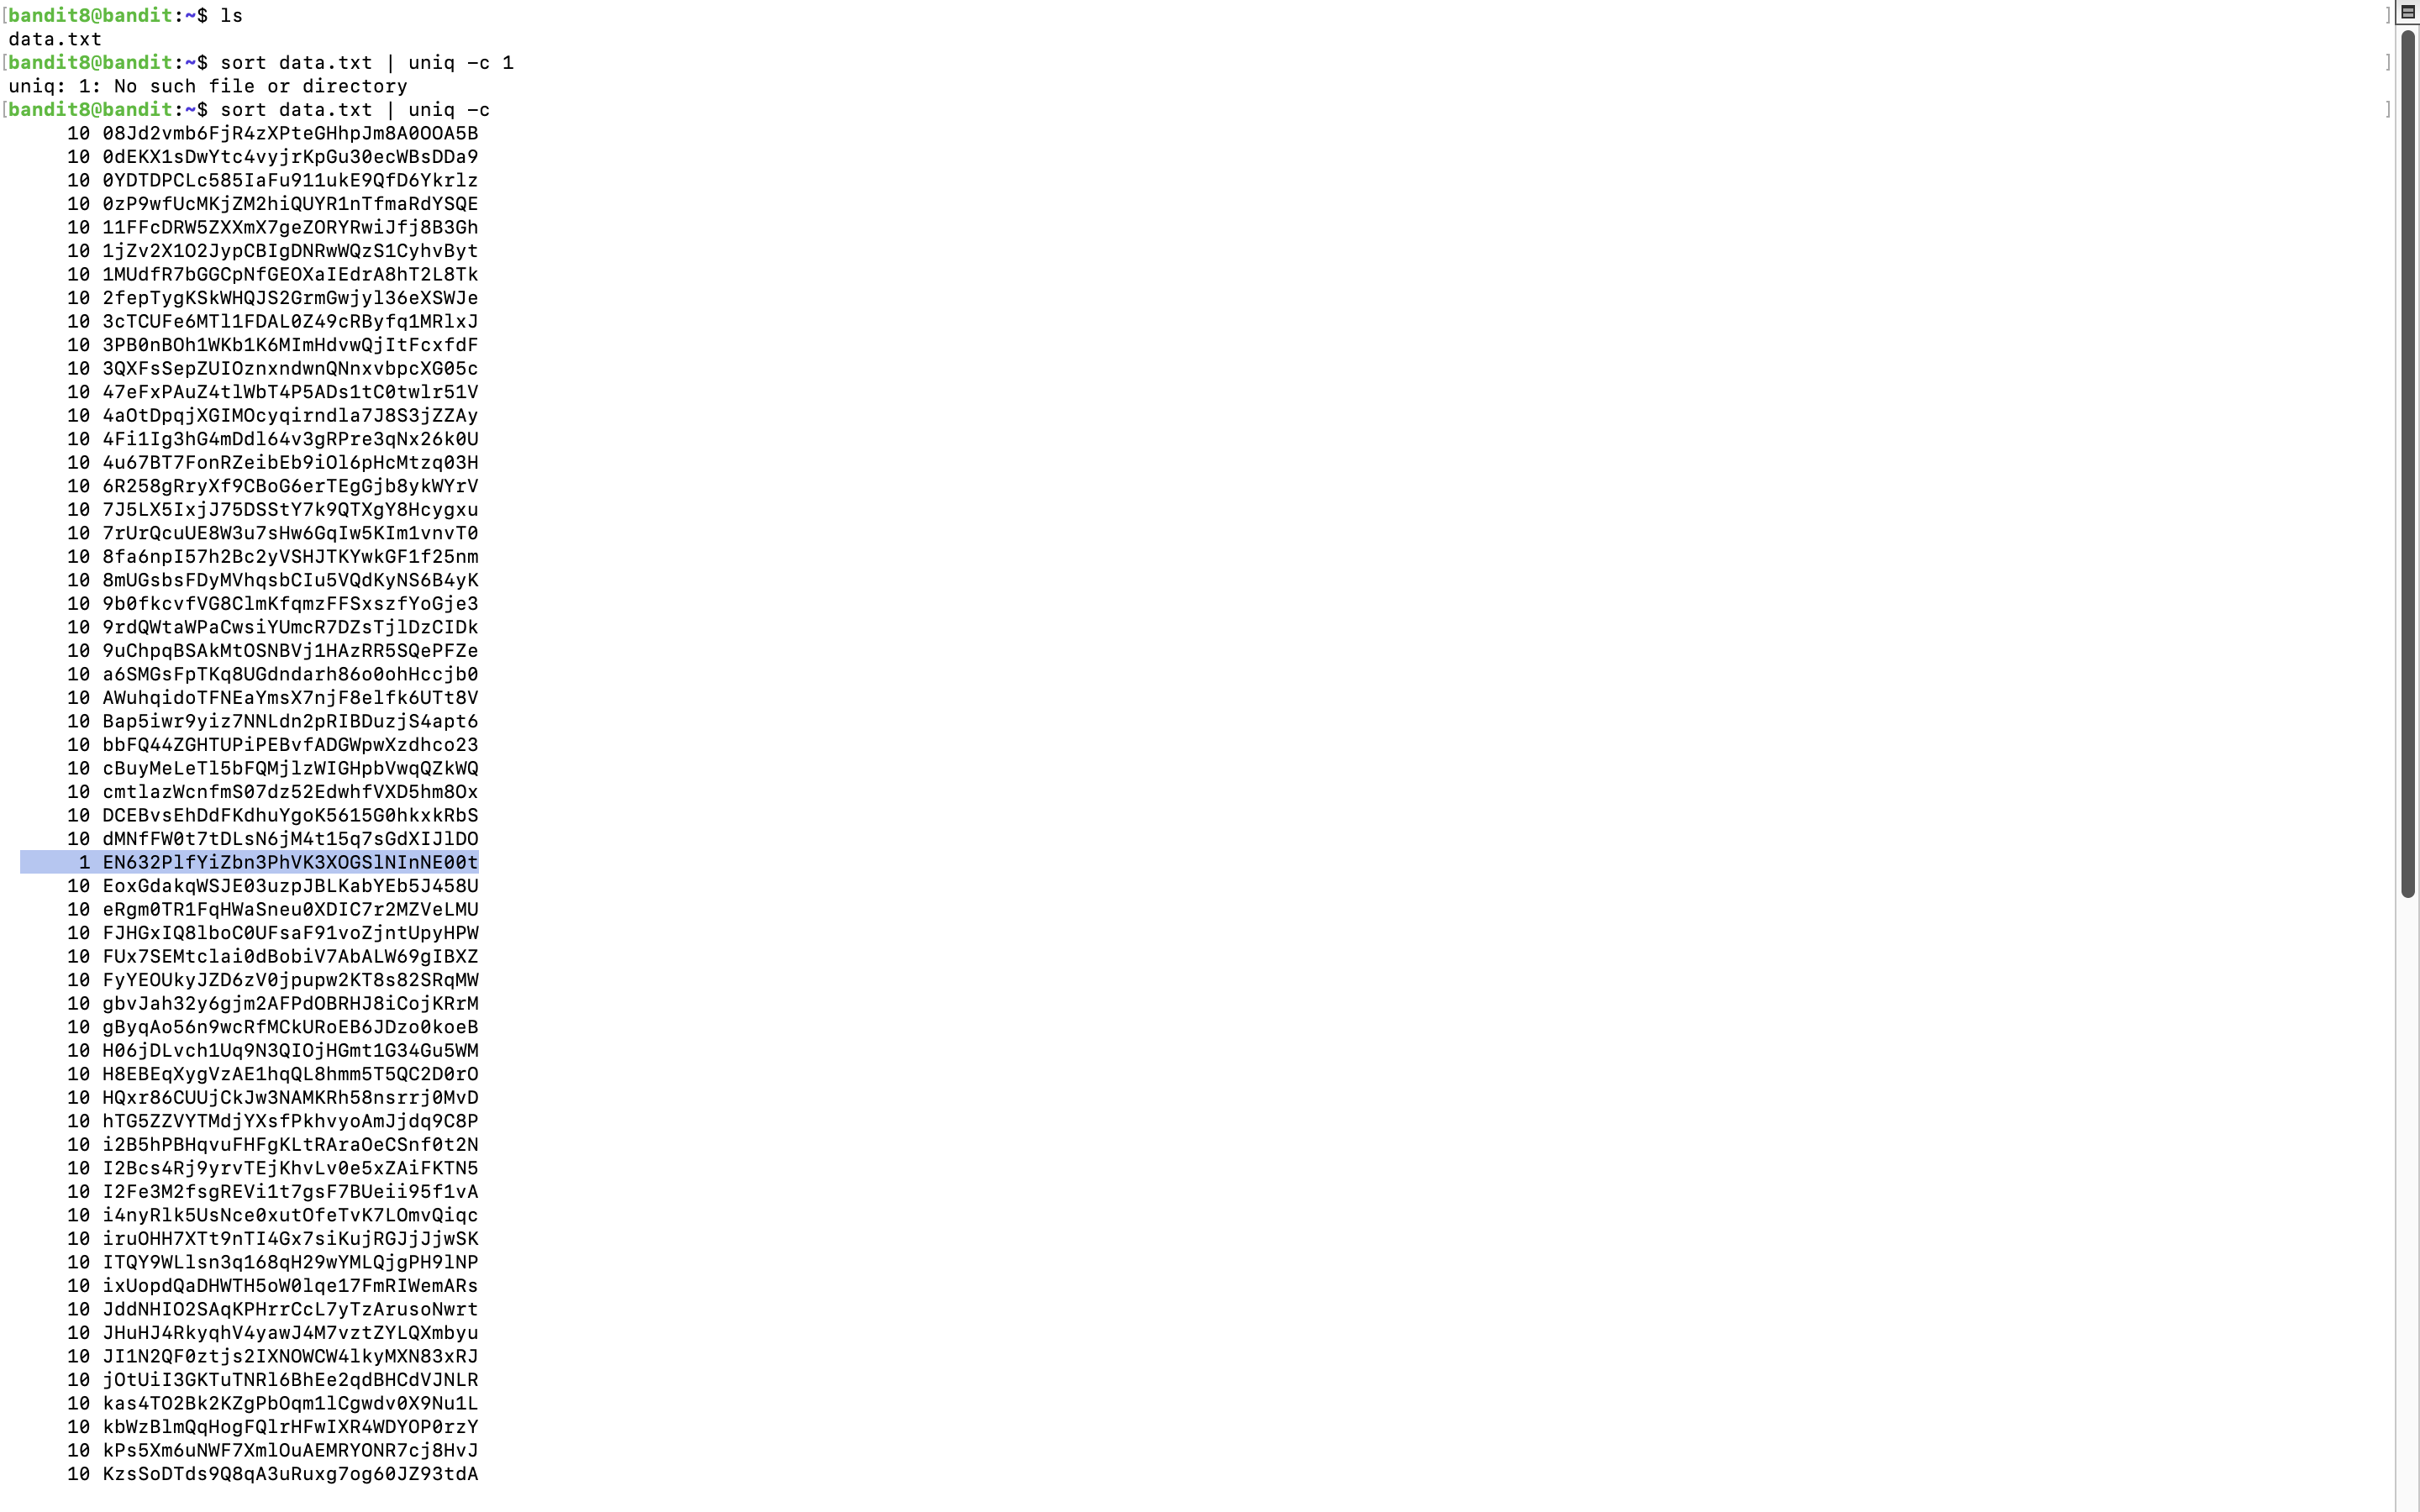 [bandit8@bandit:~$ ls ]
data.txt
[bandit8@bandit:~$ sort data.txt | uniq -c 1 ]
uniq: 1: No such file or directory
[bandit8@bandit:~$ sort data.txt | uniq -c ]
10 08Jd2vmb6FjR4zXPteGHhpJm8A0OOA5B
10 0dEKX1sDwYtc4vyjrKpGu30ecWBsDDa9
10 0YDTDPCLc585IaFu911ukE9QfD6Ykrlz
10 0zP9wfUcMKjZM2hiQUYR1nTfmaRdYSQE
10 11FFcDRW5ZXXmX7geZORYRwiJfj8B3Gh
10 1jZv2X1O2JypCBIgDNRwWQzS1CyhvByt
10 1MUdfR7bGGCpNfGEOXaIEdrA8hT2L8Tk
10 2fepTygKSkWHQJS2GrmGwjyl36eXSWJe
10 3cTCUFe6MTl1FDAL0Z49cRByfq1MRlxJ
10 3PB0nBOh1WKb1K6MImHdvwQjItFcxfdF
10 3QXFsSepZUIOznxndwnQNnxvbpcXG05c
10 47eFxPAuZ4tlWbT4P5ADs1tC0twlr51V
10 4aOtDpqjXGIMOcyqirndla7J8S3jZZAy
10 4Fi1Ig3hG4mDdl64v3gRPre3qNx26k0U
10 4u67BT7FonRZeibEb9iOl6pHcMtzq03H
10 6R258gRryXf9CBoG6erTEgGjb8ykWYrV
10 7J5LX5IxjJ75DSStY7k9QTXgY8Hcygxu
10 7rUrQcuUE8W3u7sHw6GqIw5KIm1vnvT0
10 8fa6npI57h2Bc2yVSHJTKYwkGF1f25nm
10 8mUGsbsFDyMVhqsbCIu5VQdKyNS6B4yK
10 9b0fkcvfVG8ClmKfqmzFFSxszfYoGje3
10 9rdQWtaWPaCwsiYUmcR7DZsTjlDzCIDk
10 9uChpqBSAkMtOSNBVj1HAzRR5SQePFZe
10 a6SMGsFpTKq8UGdndarh86o0ohHccjb0
10 AWuhqidoTFNEaYmsX7njF8elfk6UTt8V
10 Bap5iwr9yiz7NNLdn2pRIBDuzjS4apt6
10 bbFQ44ZGHTUPiPEBvfADGWpwXzdhco23
10 cBuyMeLeTl5bFQMjlzWIGHpbVwqQZkWQ
10 cmtlazWcnfmS07dz52EdwhfVXD5hm8Ox
10 DCEBvsEhDdFKdhuYgoK5615G0hkxkRbS
10 dMNfFW0t7tDLsN6jM4t15q7sGdXIJlDO
1 EN632PlfYiZbn3PhVK3XOGSlNInNE00t
10 EoxGdakqWSJE03uzpJBLKabYEb5J458U
10 eRgm0TR1FqHWaSneu0XDIC7r2MZVeLMU
10 FJHGxIQ8lboC0UFsaF91voZjntUpyHPW
10 FUx7SEMtclai0dBobiV7AbALW69gIBXZ
10 FyYEOUkyJZD6zV0jpupw2KT8s82SRqMW
10 gbvJah32y6gjm2AFPdOBRHJ8iCojKRrM
10 gByqAo56n9wcRfMCkURoEB6JDzo0koeB
10 H06jDLvch1Uq9N3QIOjHGmt1G34Gu5WM
10 H8EBEqXygVzAE1hqQL8hmm5T5QC2D0rO
10 HQxr86CUUjCkJw3NAMKRh58nsrrj0MvD
10 hTG5ZZVYTMdjYXsfPkhvyoAmJjdq9C8P
10 i2B5hPBHqvuFHFgKLtRAraOeCSnf0t2N
10 I2Bcs4Rj9yrvTEjKhvLv0e5xZAiFKTN5
10 I2Fe3M2fsgREVi1t7gsF7BUeii95f1vA
10 i4nyRlk5UsNce0xutOfeTvK7LOmvQiqc
10 iruOHH7XTt9nTI4Gx7siKujRGJjJjwSK
10 ITQY9WLlsn3q168qH29wYMLQjgPH9lNP
10 ixUopdQaDHWTH5oW0lqe17FmRIWemARs
10 JddNHIO2SAqKPHrrCcL7yTzArusoNwrt
10 JHuHJ4RkyqhV4yawJ4M7vztZYLQXmbyu
10 JI1N2QF0ztjs2IXNOWCW4lkyMXN83xRJ
10 jOtUiI3GKTuTNRl6BhEe2qdBHCdVJNLR
10 kas4TO2Bk2KZgPbOqm1lCgwdv0X9Nu1L
10 kbWzBlmQqHogFQlrHFwIXR4WDYOP0rzY
10 kPs5Xm6uNWF7XmlOuAEMRYONR7cj8HvJ
10 KzsSoDTds9Q8qA3uRuxg7og60JZ93tdA